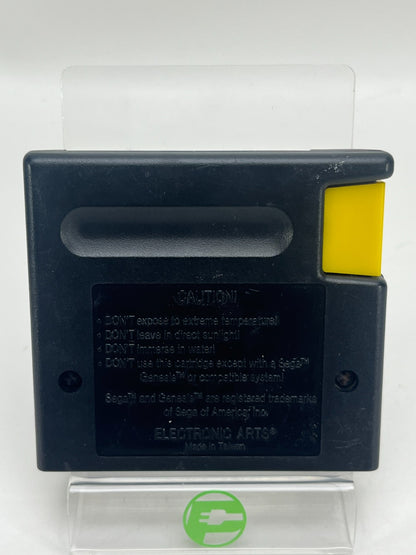 CAUTION!
• DON'T expose to extreme temperature!
• DON'T leave in direct sunlight!
• DON'T immerse in water!
• DON'T use this cartridge except with a Sega™
Genesis™ or compatible system!
Sega™ and Genesis™ are registered trademarks
of Sega of America, Inc.
ELECTRONIC ARTS®
Made in Taiwan